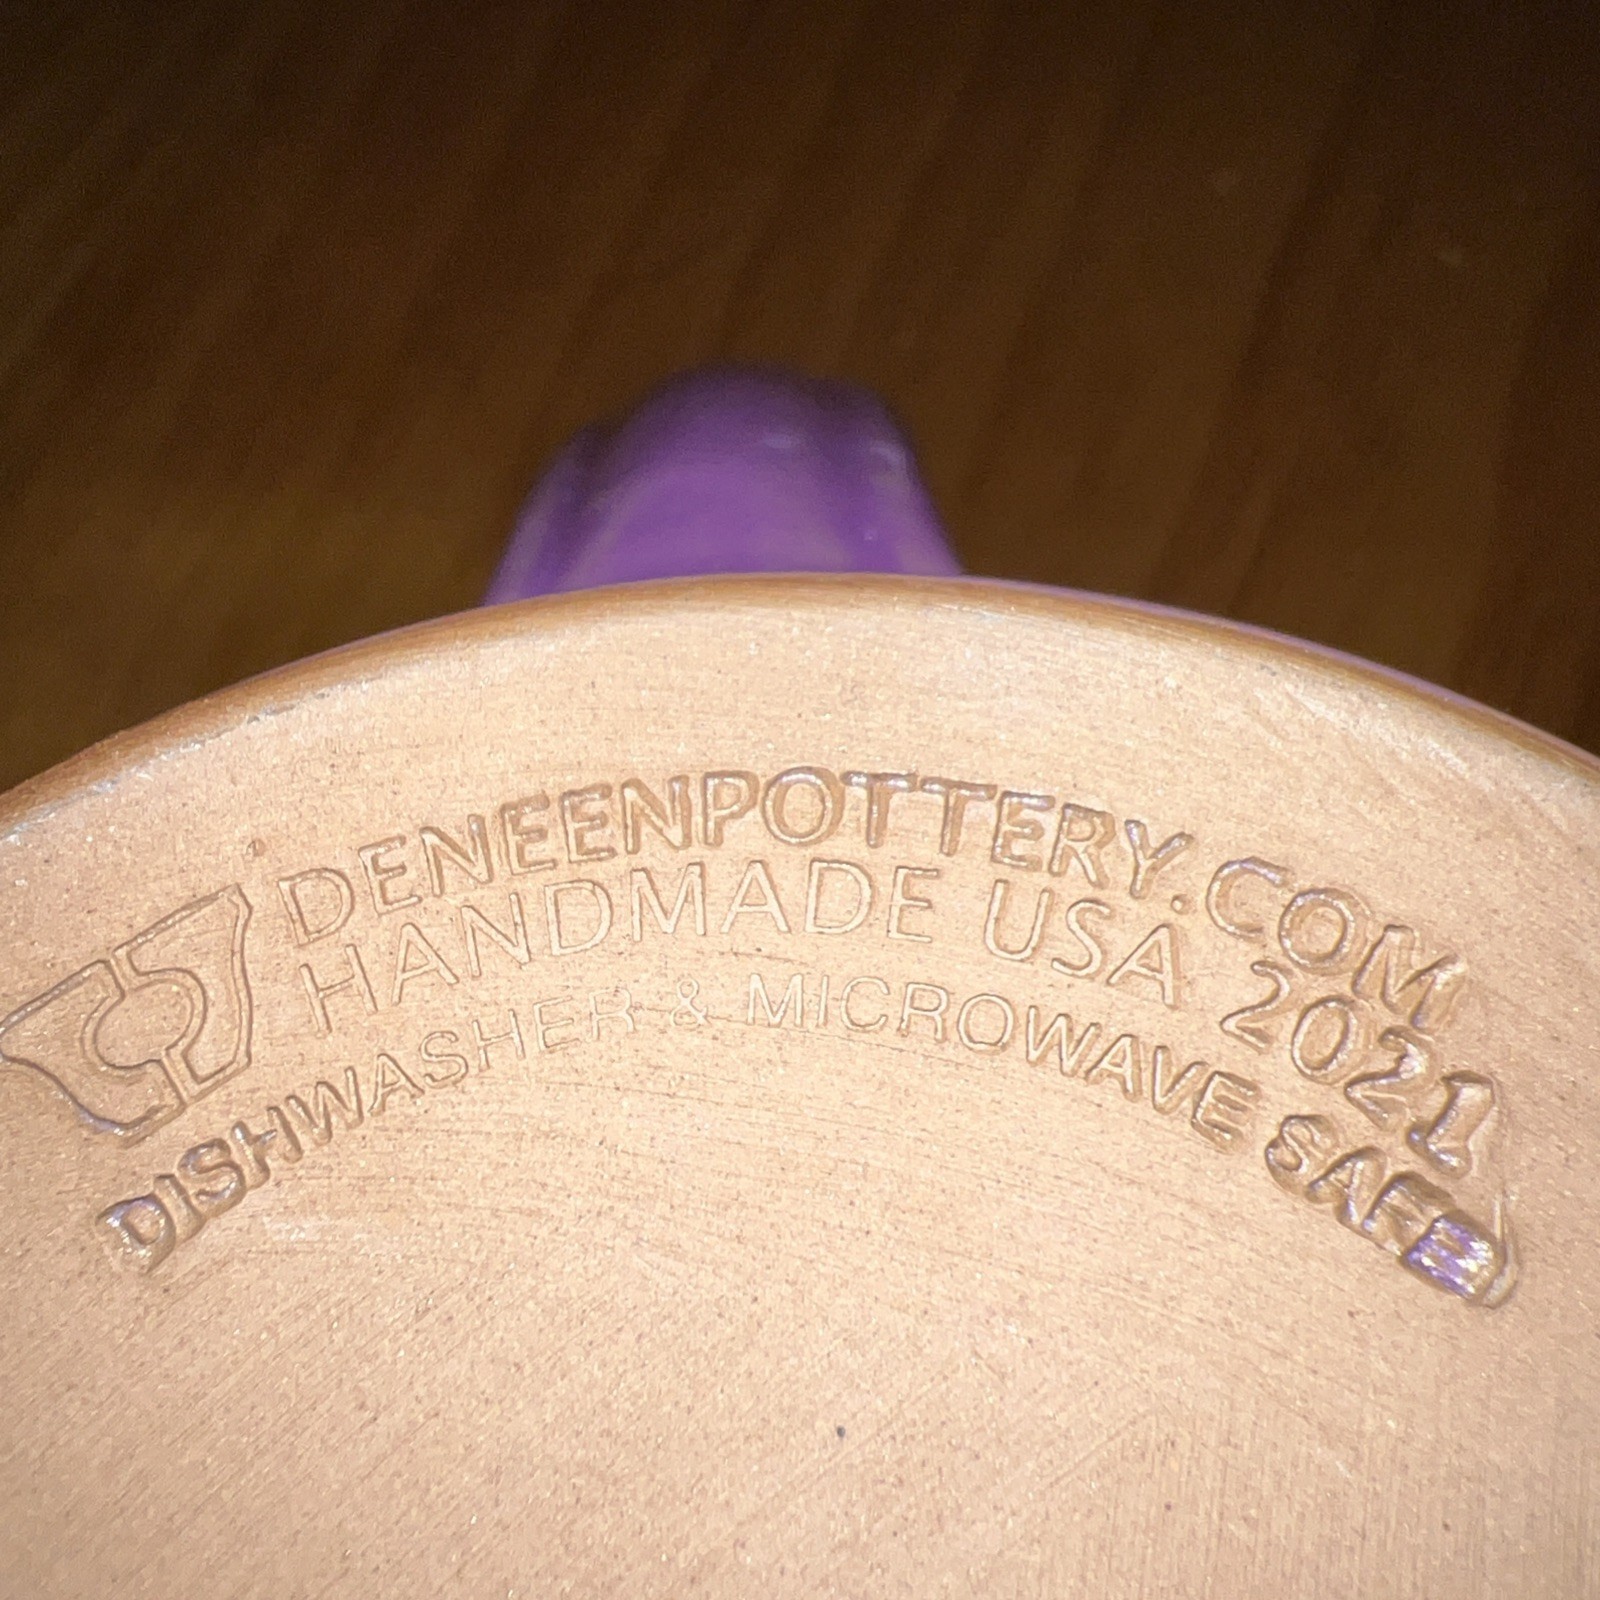 DENEENPOTTERY.COM
HANDMADE USA 2021
DISHWASHER & MICROWAVE SAFE